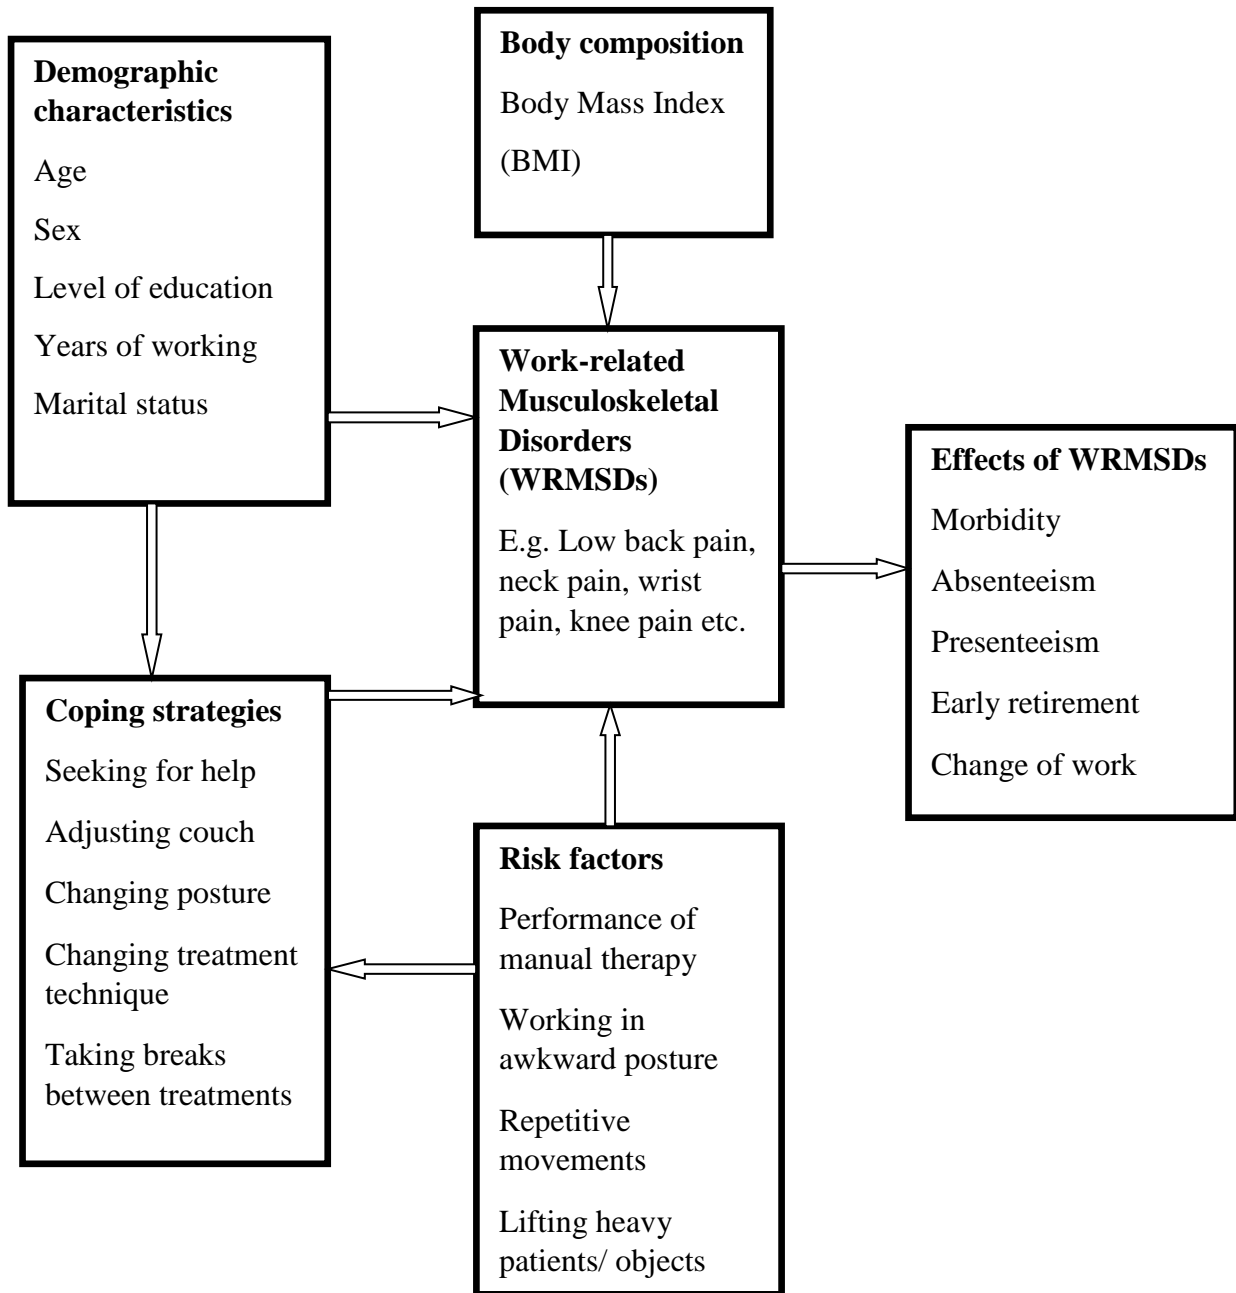 Demographic
characteristics
Age
Sex
Level of education
Years of working
Marital status
Body composition
Body Mass Index
(BMI)
Work-related
Musculoskeletal
Disorders
(WRMSDs)
E.g. Low back pain,
neck pain, wrist
pain, knee pain etc.
Effects of WRMSDs
Morbidity
Absenteeism
Presenteeism
Early retirement
Change of work
Coping strategies
Seeking for help
Adjusting couch
Changing posture
Changing treatment
technique
Taking breaks
between treatments
Risk factors
Performance of
manual therapy
Working in
awkward posture
Repetitive
movements
Lifting heavy
patients/ objects